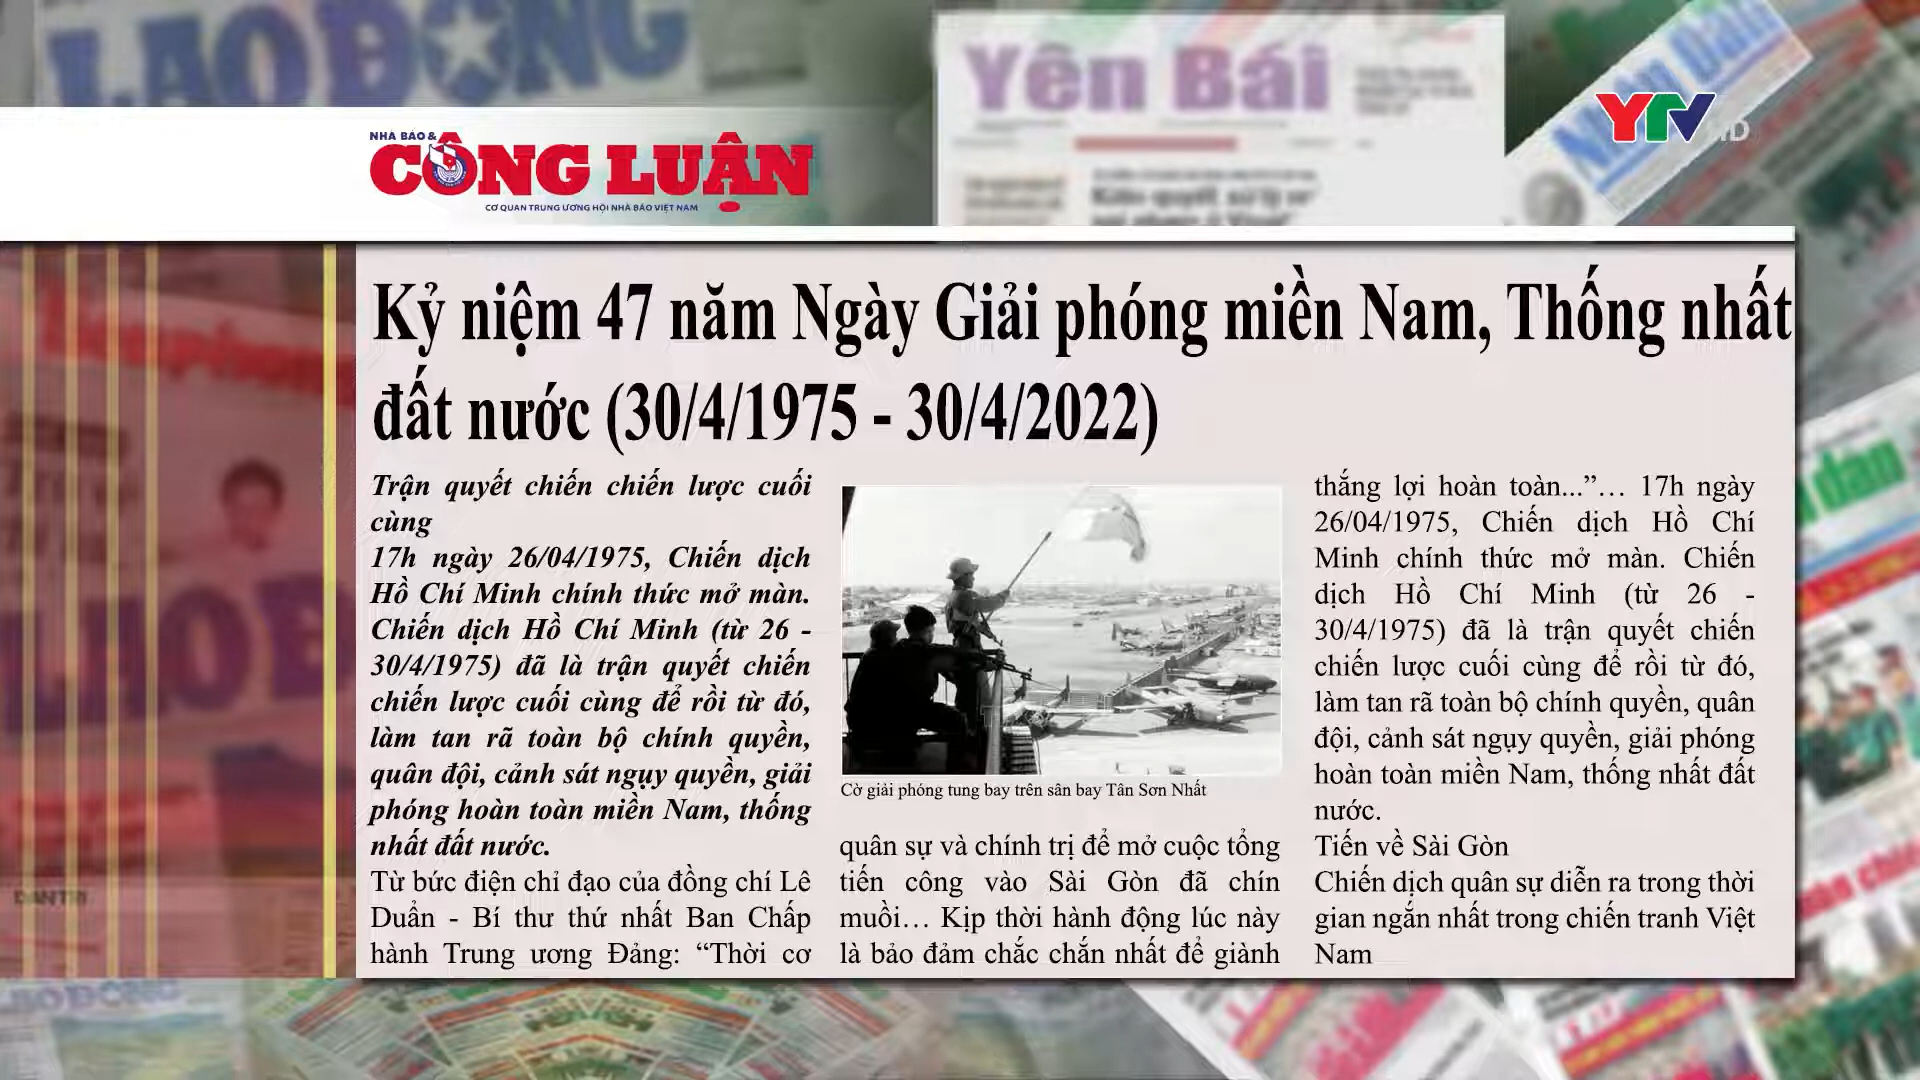 LAO ĐỘNG
Yên Bái
Nhân Dân
YTV HD
NHÀ BÁO &
CÔNG LUẬN
CƠ QUAN TRUNG ƯƠNG HỘI NHÀ BÁO VIỆT NAM
Kỷ niệm 47 năm Ngày Giải phóng miền Nam, Thống nhất
đất nước (30/4/1975 - 30/4/2022)
Trận quyết chiến chiến lược cuối
cùng
17h ngày 26/04/1975, Chiến dịch
Hồ Chí Minh chính thức mở màn.
Chiến dịch Hồ Chí Minh (từ 26 -
30/4/1975) đã là trận quyết chiến
chiến lược cuối cùng để rồi từ đó,
làm tan rã toàn bộ chính quyền,
quân đội, cảnh sát ngụy quyền, giải
phóng hoàn toàn miền Nam, thống
nhất đất nước.
Từ bức điện chỉ đạo của đồng chí Lê
Duẩn - Bí thư thứ nhất Ban Chấp
hành Trung ương Đảng: “Thời cơ
Cờ giải phóng tung bay trên sân bay Tân Sơn Nhất
quân sự và chính trị để mở cuộc tổng
tiến công vào Sài Gòn đã chín
muồi… Kịp thời hành động lúc này
là bảo đảm chắc chắn nhất để giành
thắng lợi hoàn toàn...”… 17h ngày
26/04/1975, Chiến dịch Hồ Chí
Minh chính thức mở màn. Chiến
dịch Hồ Chí Minh (từ 26 -
30/4/1975) đã là trận quyết chiến
chiến lược cuối cùng để rồi từ đó,
làm tan rã toàn bộ chính quyền, quân
đội, cảnh sát ngụy quyền, giải phóng
hoàn toàn miền Nam, thống nhất đất
nước.
Tiến về Sài Gòn
Chiến dịch quân sự diễn ra trong thời
gian ngắn nhất trong chiến tranh Việt
Nam
DANTRI
LAO ĐỘNG